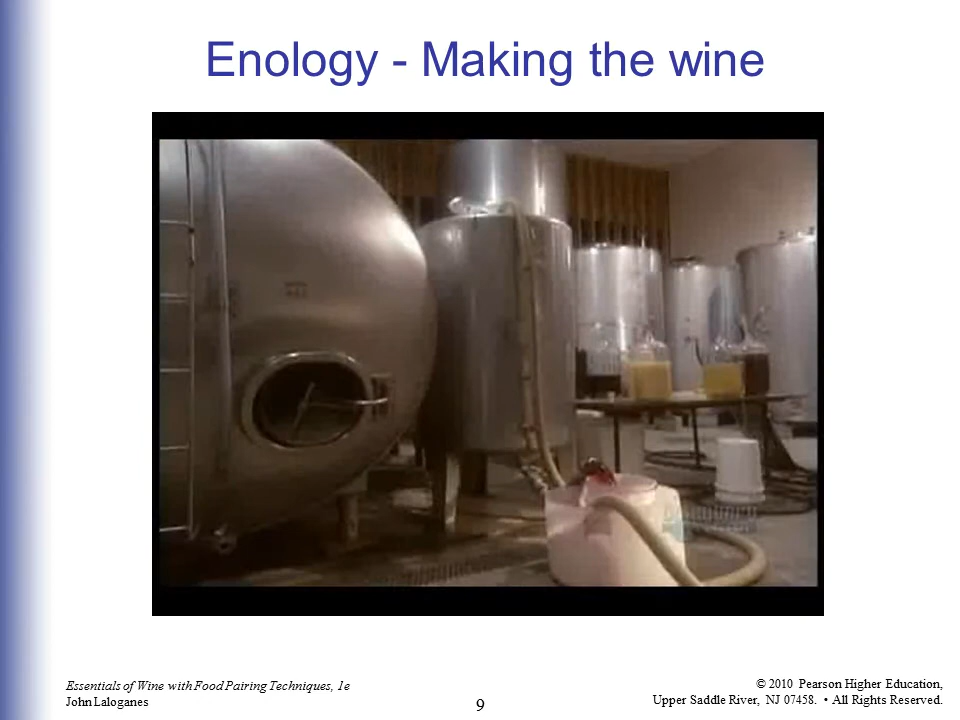 Enology - Making the wine
Essentials of Wine with Food Pairing Techniques, 1e
John Laloganes
9
© 2010 Pearson Higher Education,
Upper Saddle River, NJ 07458. • All Rights Reserved.